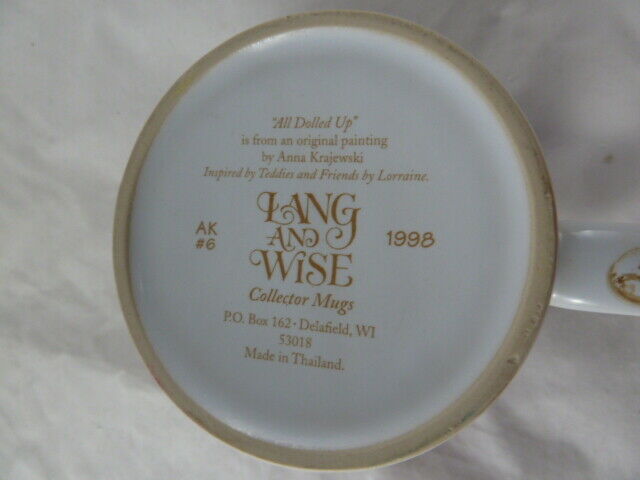 "All Dolled Up"
is from an original painting
by Anna Krajewski
Inspired by Teddies and Friends by Lorraine.
LANG
AND
WISE
AK
#6
1998
Collector Mugs
P.O. Box 162 • Delafield, WI
53018
Made in Thailand.